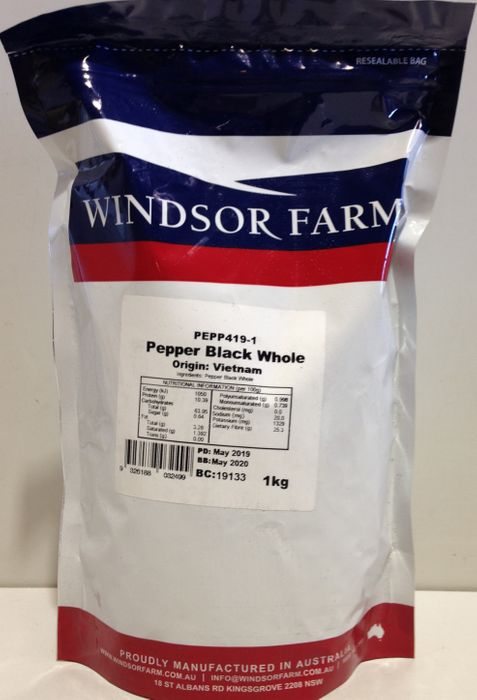 RESEALABLE BAG
WINDSOR FARM
PEPP419-1
Pepper Black Whole
Origin: Vietnam
Ingredients: Pepper Black Whole
NUTRITIONAL INFORMATION (per 100g)
Energy (kJ) 1050
Protein (g) 10.39
Carbohydrates
Total (g) 63.95
Sugar (g) 0.64
Fat
Total (g) 3.26
Saturated (g) 1.392
Trans (g) 0.00
Polyunsaturated (g) 0.998
Monounsaturated (g) 0.739
Cholesterol (mg) 0.0
Sodium (mg) 20.0
Potassium (mg) 1329
Dietary Fibre (g) 25.3
PD: May 2019
BB: May 2020
BC:19133 1kg
9 326186 032499
PROUDLY MANUFACTURED IN AUSTRALIA
WWW.WINDSORFARM.COM.AU | INFO@WINDSORFARM.COM.AU |
18 ST ALBANS RD KINGSGROVE 2208 NSW